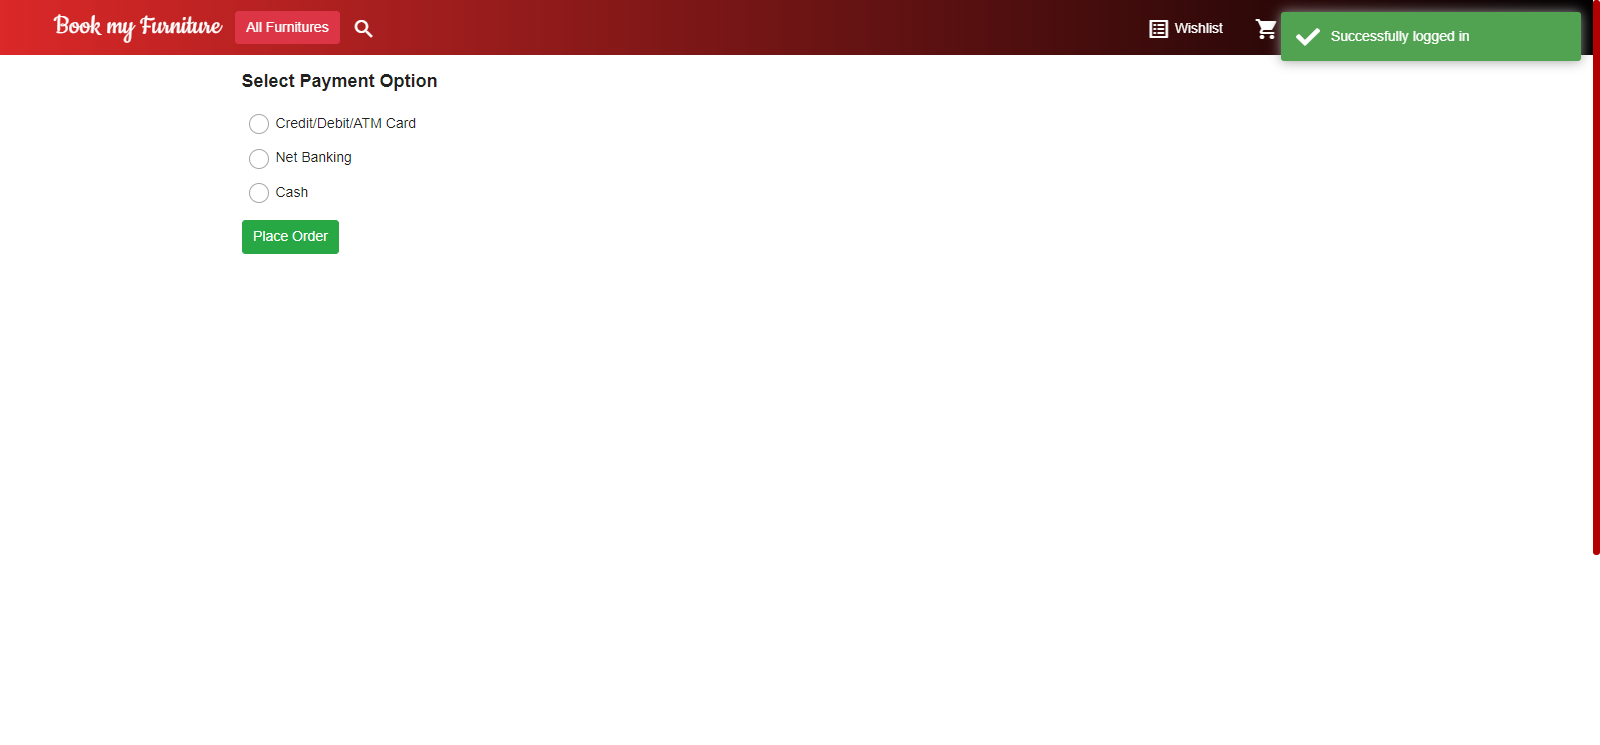 Book my Furniture All Furnitures Wishlist Successfully logged in
Select Payment Option
Credit/Debit/ATM Card
Net Banking
Cash
Place Order